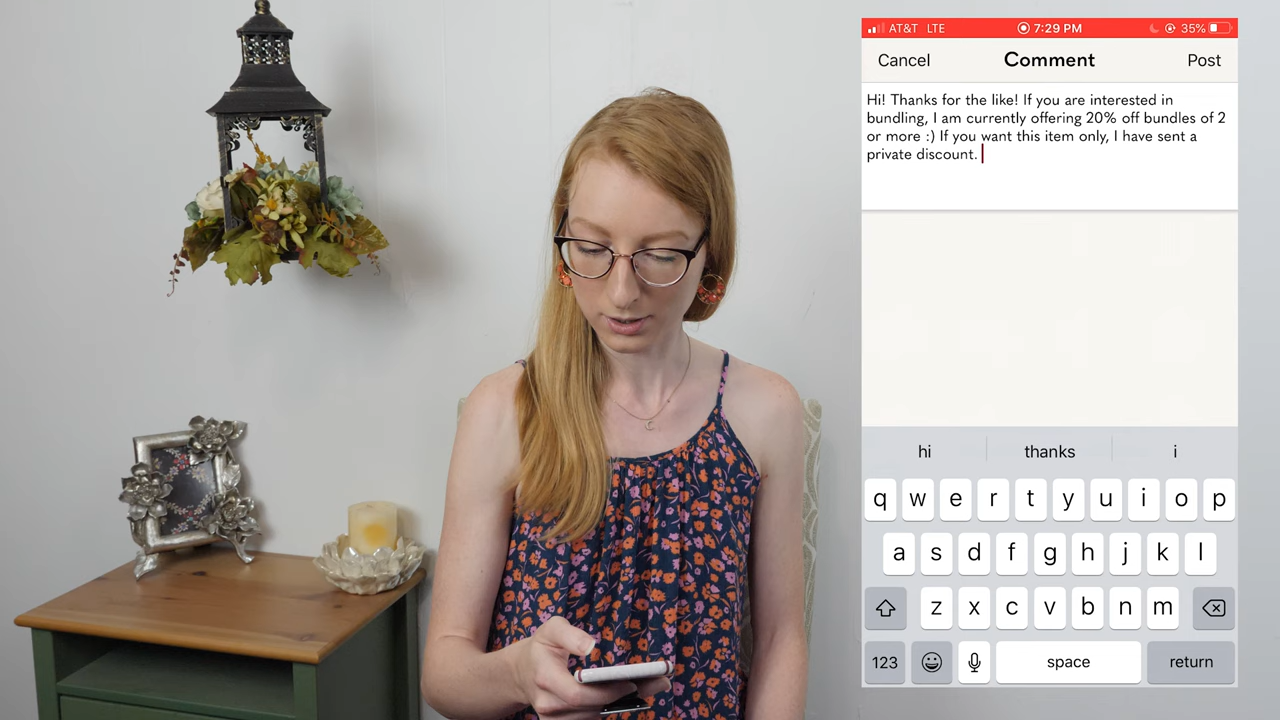 AT&T LTE 7:29 PM 35%
Cancel Comment Post
Hi! Thanks for the like! If you are interested in
bundling, I am currently offering 20% off bundles of 2
or more :) If you want this item only, I have sent a
private discount.
hi thanks i
q w e r t y u i o p
a s d f g h j k l
z x c v b n m
123 space return